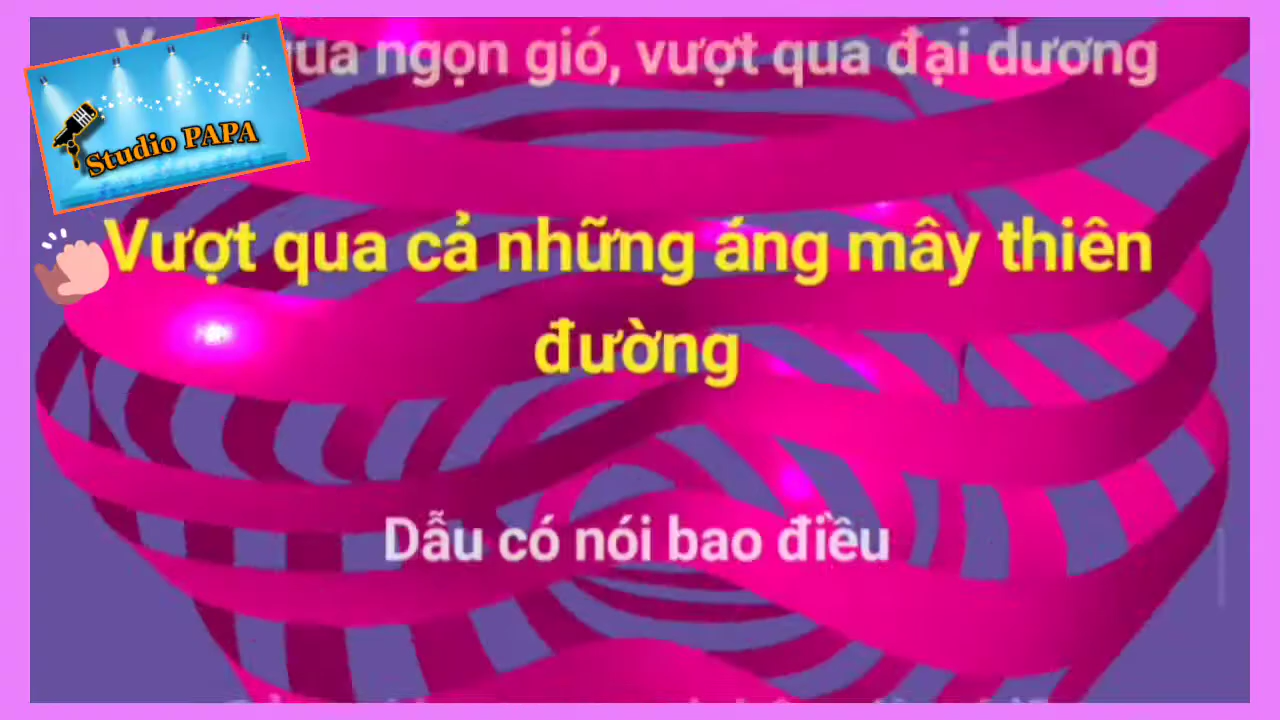 qua ngọn gió, vượt qua đại dương
Studio PAPA
Vượt qua cả những áng mây thiên
đường
Dẫu có nói bao điều